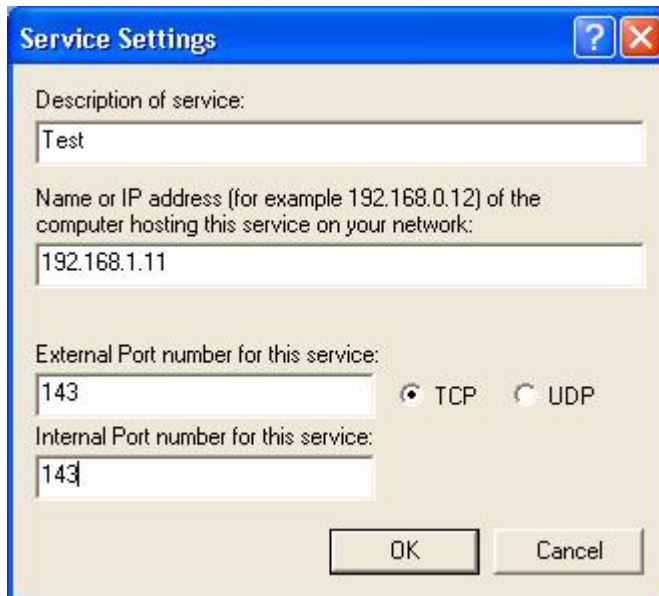 Service Settings
Description of service:
Test
Name or IP address (for example 192.168.0.12) of the
computer hosting this service on your network:
192.168.1.11
External Port number for this service:
143
TCP
UDP
Internal Port number for this service:
143
OK
Cancel